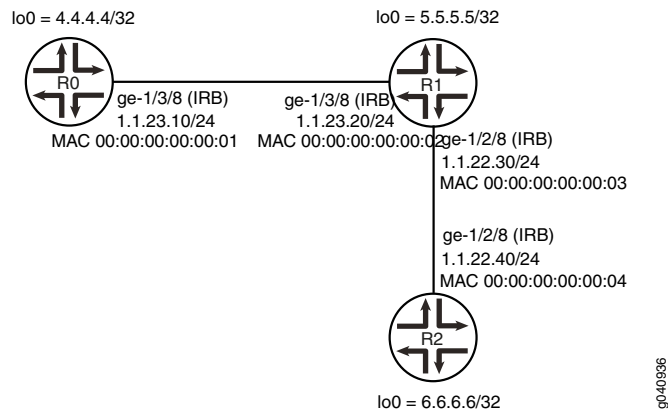 lo0 = 4.4.4.4/32
lo0 = 5.5.5.5/32
R0
R1
ge-1/3/8 (IRB)
1.1.23.10/24
MAC 00:00:00:00:00:01
ge-1/3/8 (IRB)
1.1.23.20/24
MAC 00:00:00:00:00:02
ge-1/2/8 (IRB)
1.1.22.30/24
MAC 00:00:00:00:00:03
ge-1/2/8 (IRB)
1.1.22.40/24
MAC 00:00:00:00:00:04
R2
lo0 = 6.6.6.6/32
g040936